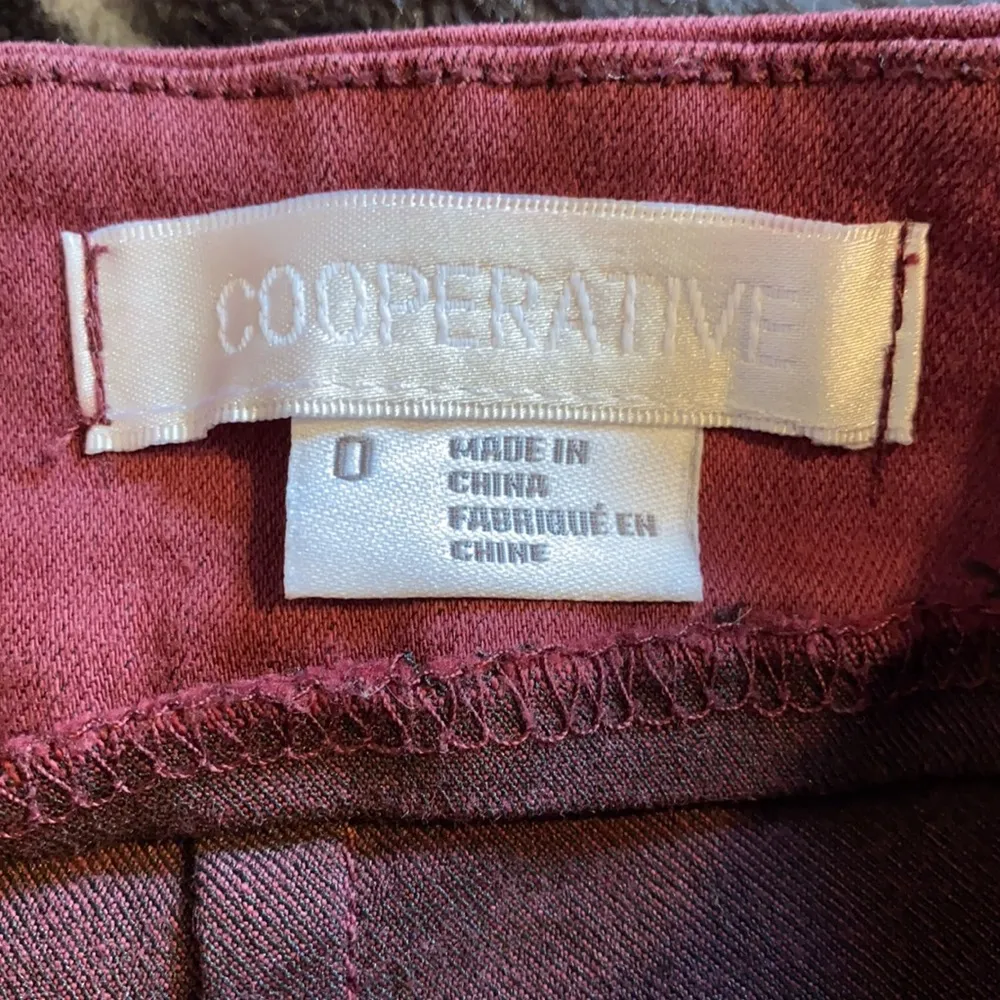 COOPERATIVE
0
MADE IN
CHINA
FABRIQUÉ EN
CHINE